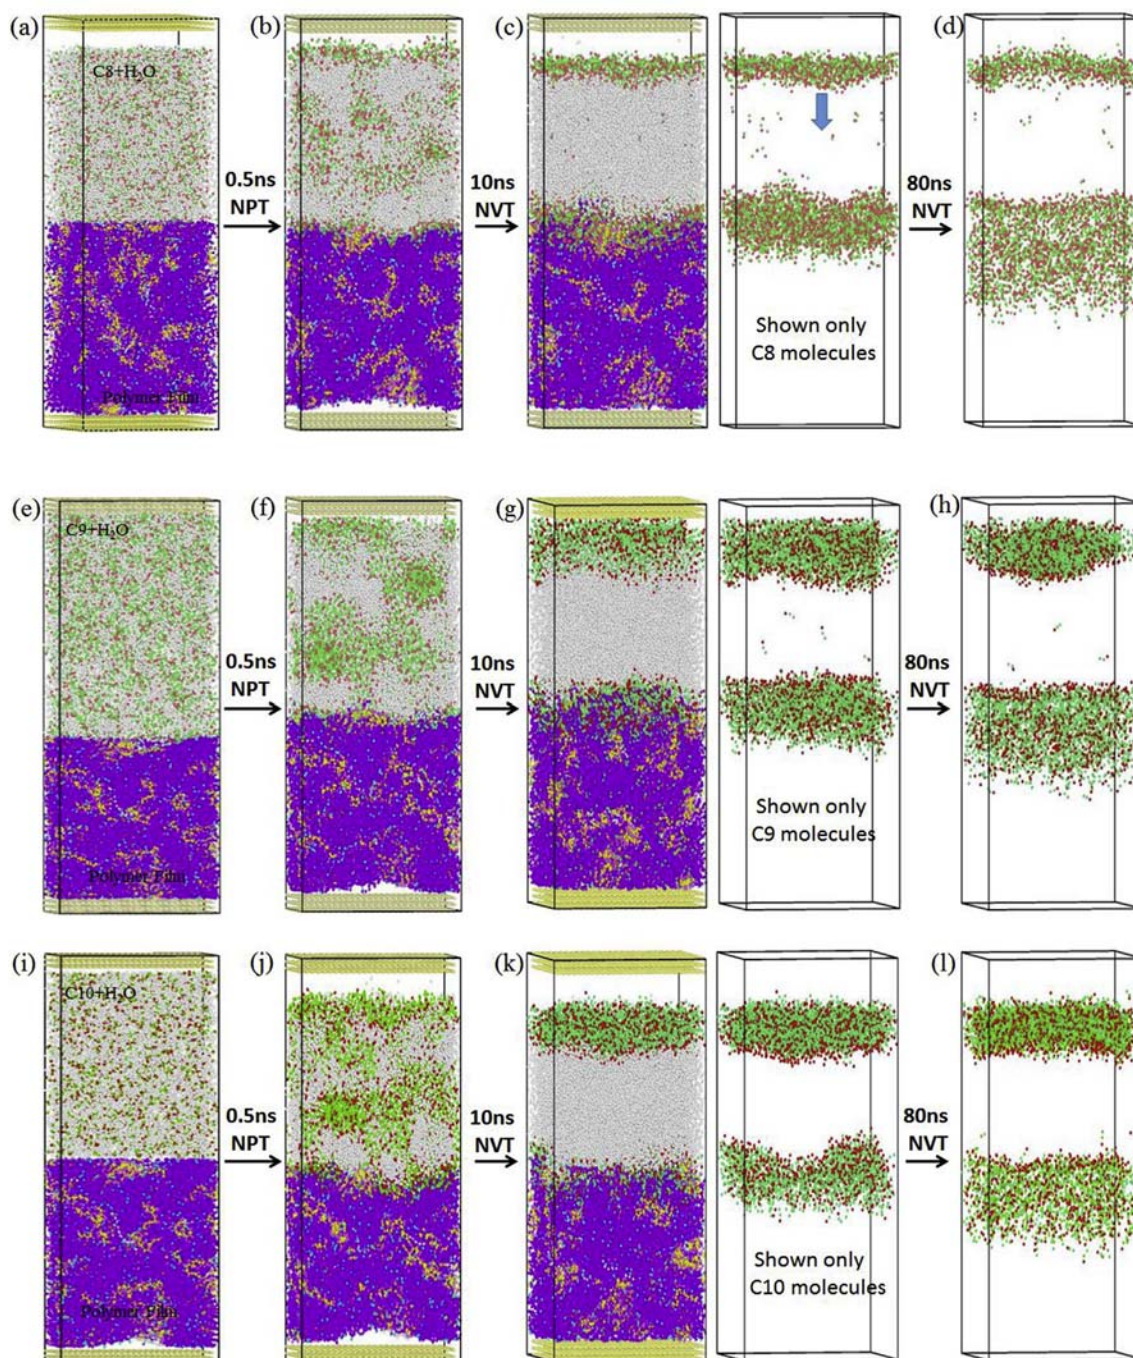 (a)
(b)
(c)
(d)
C8+H₂O
0.5ns
NPT
10ns
NVT
80ns
NVT
Polymer Film
Shown only
C8 molecules
(e)
(f)
(g)
(h)
C9+H₂O
0.5ns
NPT
10ns
NVT
80ns
NVT
Polymer Film
Shown only
C9 molecules
(i)
(j)
(k)
(l)
C10+H₂O
0.5ns
NPT
10ns
NVT
80ns
NVT
Polymer Film
Shown only
C10 molecules